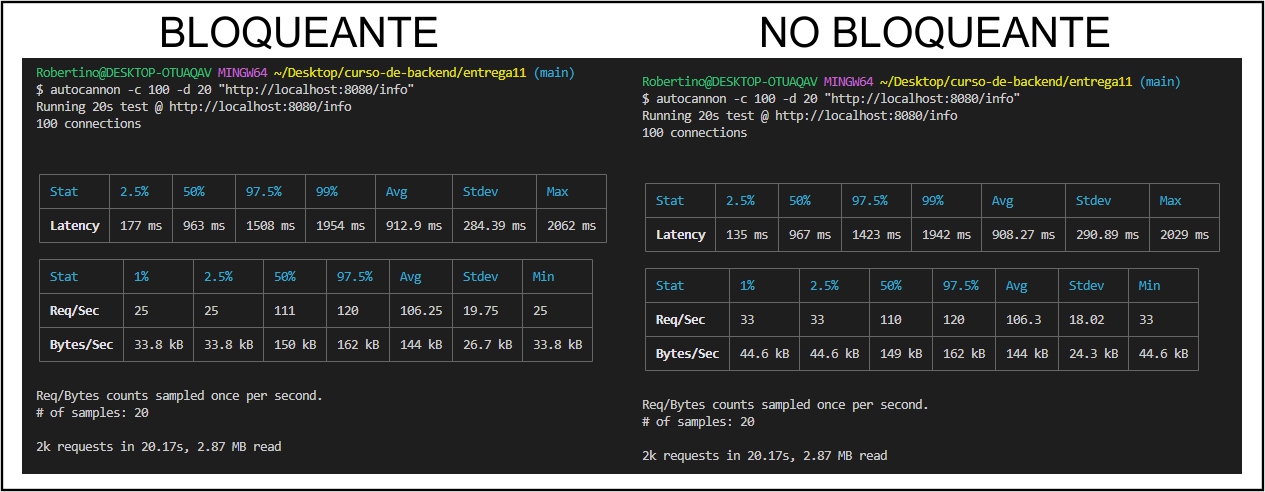 BLOQUEANTE
Robertino@DESKTOP-OTUAQAV MINGW64 ~/Desktop/curso-de-backend/entrega11 (main)
$ autocannon -c 100 -d 20 "http://localhost:8080/info"
Running 20s test @ http://localhost:8080/info
100 connections
Stat 2.5% 50% 97.5% 99% Avg Stdev Max
Latency 177 ms 963 ms 1508 ms 1954 ms 912.9 ms 284.39 ms 2062 ms
Stat 1% 2.5% 50% 97.5% Avg Stdev Min
Req/Sec 25 25 111 120 106.25 19.75 25
Bytes/Sec 33.8 kB 33.8 kB 150 kB 162 kB 144 kB 26.7 kB 33.8 kB
Req/Bytes counts sampled once per second.
# of samples: 20
2k requests in 20.17s, 2.87 MB read
NO BLOQUEANTE
Robertino@DESKTOP-OTUAQAV MINGW64 ~/Desktop/curso-de-backend/entrega11 (main)
$ autocannon -c 100 -d 20 "http://localhost:8080/info"
Running 20s test @ http://localhost:8080/info
100 connections
Stat 2.5% 50% 97.5% 99% Avg Stdev Max
Latency 135 ms 967 ms 1423 ms 1942 ms 908.27 ms 290.89 ms 2029 ms
Stat 1% 2.5% 50% 97.5% Avg Stdev Min
Req/Sec 33 33 110 120 106.3 18.02 33
Bytes/Sec 44.6 kB 44.6 kB 149 kB 162 kB 144 kB 24.3 kB 44.6 kB
Req/Bytes counts sampled once per second.
# of samples: 20
2k requests in 20.17s, 2.87 MB read